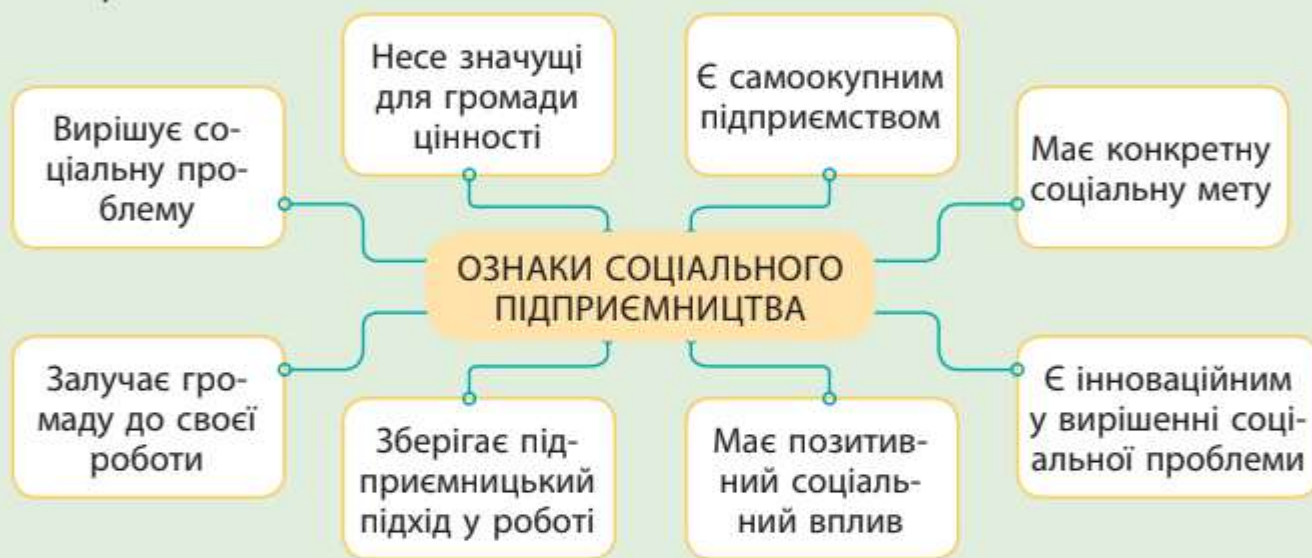 Несе значущі
для громади
цінності
Є самоокупним
підприємством
Вирішує со-
ціальну про-
блему
Має конкретну
соціальну мету
ОЗНАКИ СОЦІАЛЬНОГО
ПІДПРИЄМНИЦТВА
Залучає гро-
маду до своєї
роботи
Зберігає під-
приємницький
підхід у роботі
Має позитив-
ний соціаль-
ний вплив
Є інноваційним
у вирішенні соці-
альної проблеми